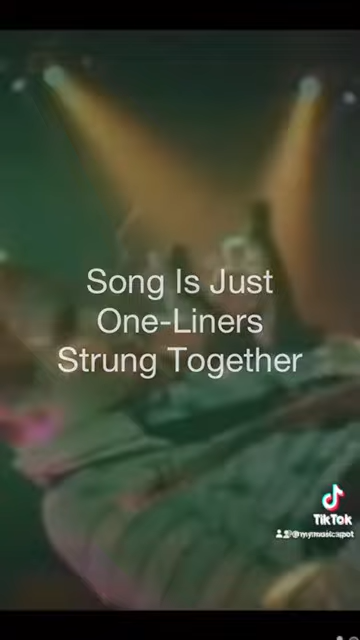 Song Is Just
One-Liners
Strung Together
TikTok